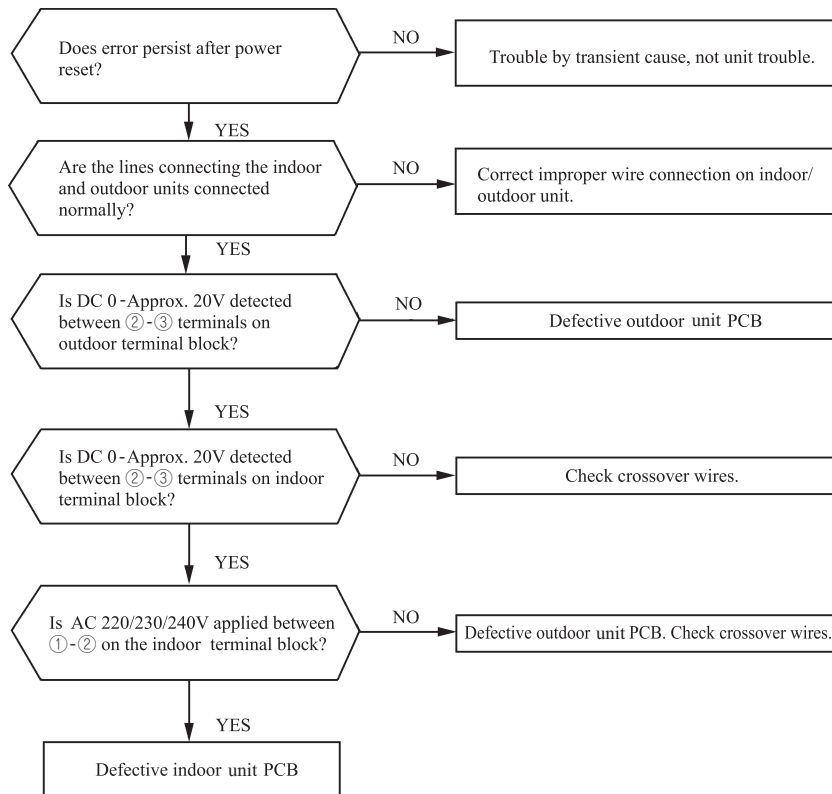 Does error persist after power
reset?
NO
Trouble by transient cause, not unit trouble.
YES
Are the lines connecting the indoor
and outdoor units connected
normally?
NO
Correct improper wire connection on indoor/
outdoor unit.
YES
Is DC 0-Approx. 20V detected
between ②-③ terminals on
outdoor terminal block?
NO
Defective outdoor unit PCB
YES
Is DC 0-Approx. 20V detected
between ②-③ terminals on indoor
terminal block?
NO
Check crossover wires.
YES
Is AC 220/230/240V applied between
①-② on the indoor terminal block?
NO
Defective outdoor unit PCB. Check crossover wires.
YES
Defective indoor unit PCB